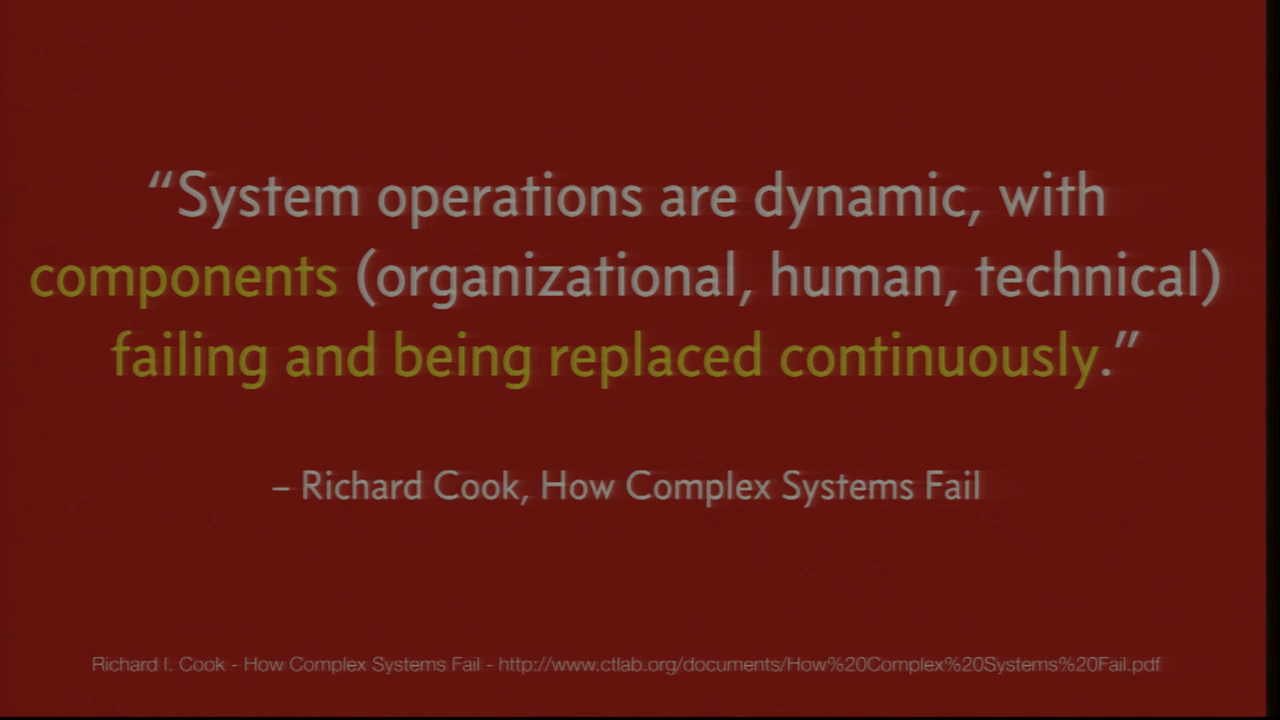 “System operations are dynamic, with
components (organizational, human, technical)
failing and being replaced continuously.”
– Richard Cook, How Complex Systems Fail
Richard I. Cook - How Complex Systems Fail - http://www.ctlab.org/documents/How%20Complex%20Systems%20Fail.pdf